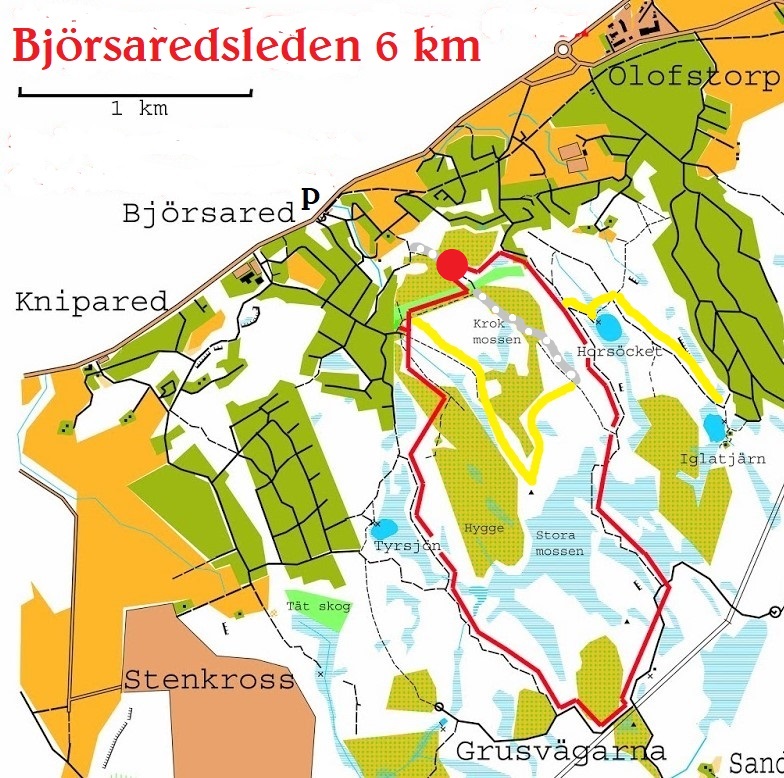 Björsaredsleden 6 km
1 km
Olofstorp
P
Björsared
Knipared
Krok
mossen
Horsöcket
Iglatjärn
Hygge
Stora
mossen
Tyrsjön
Tät skog
Stenkross
Grusvägarna
Sand